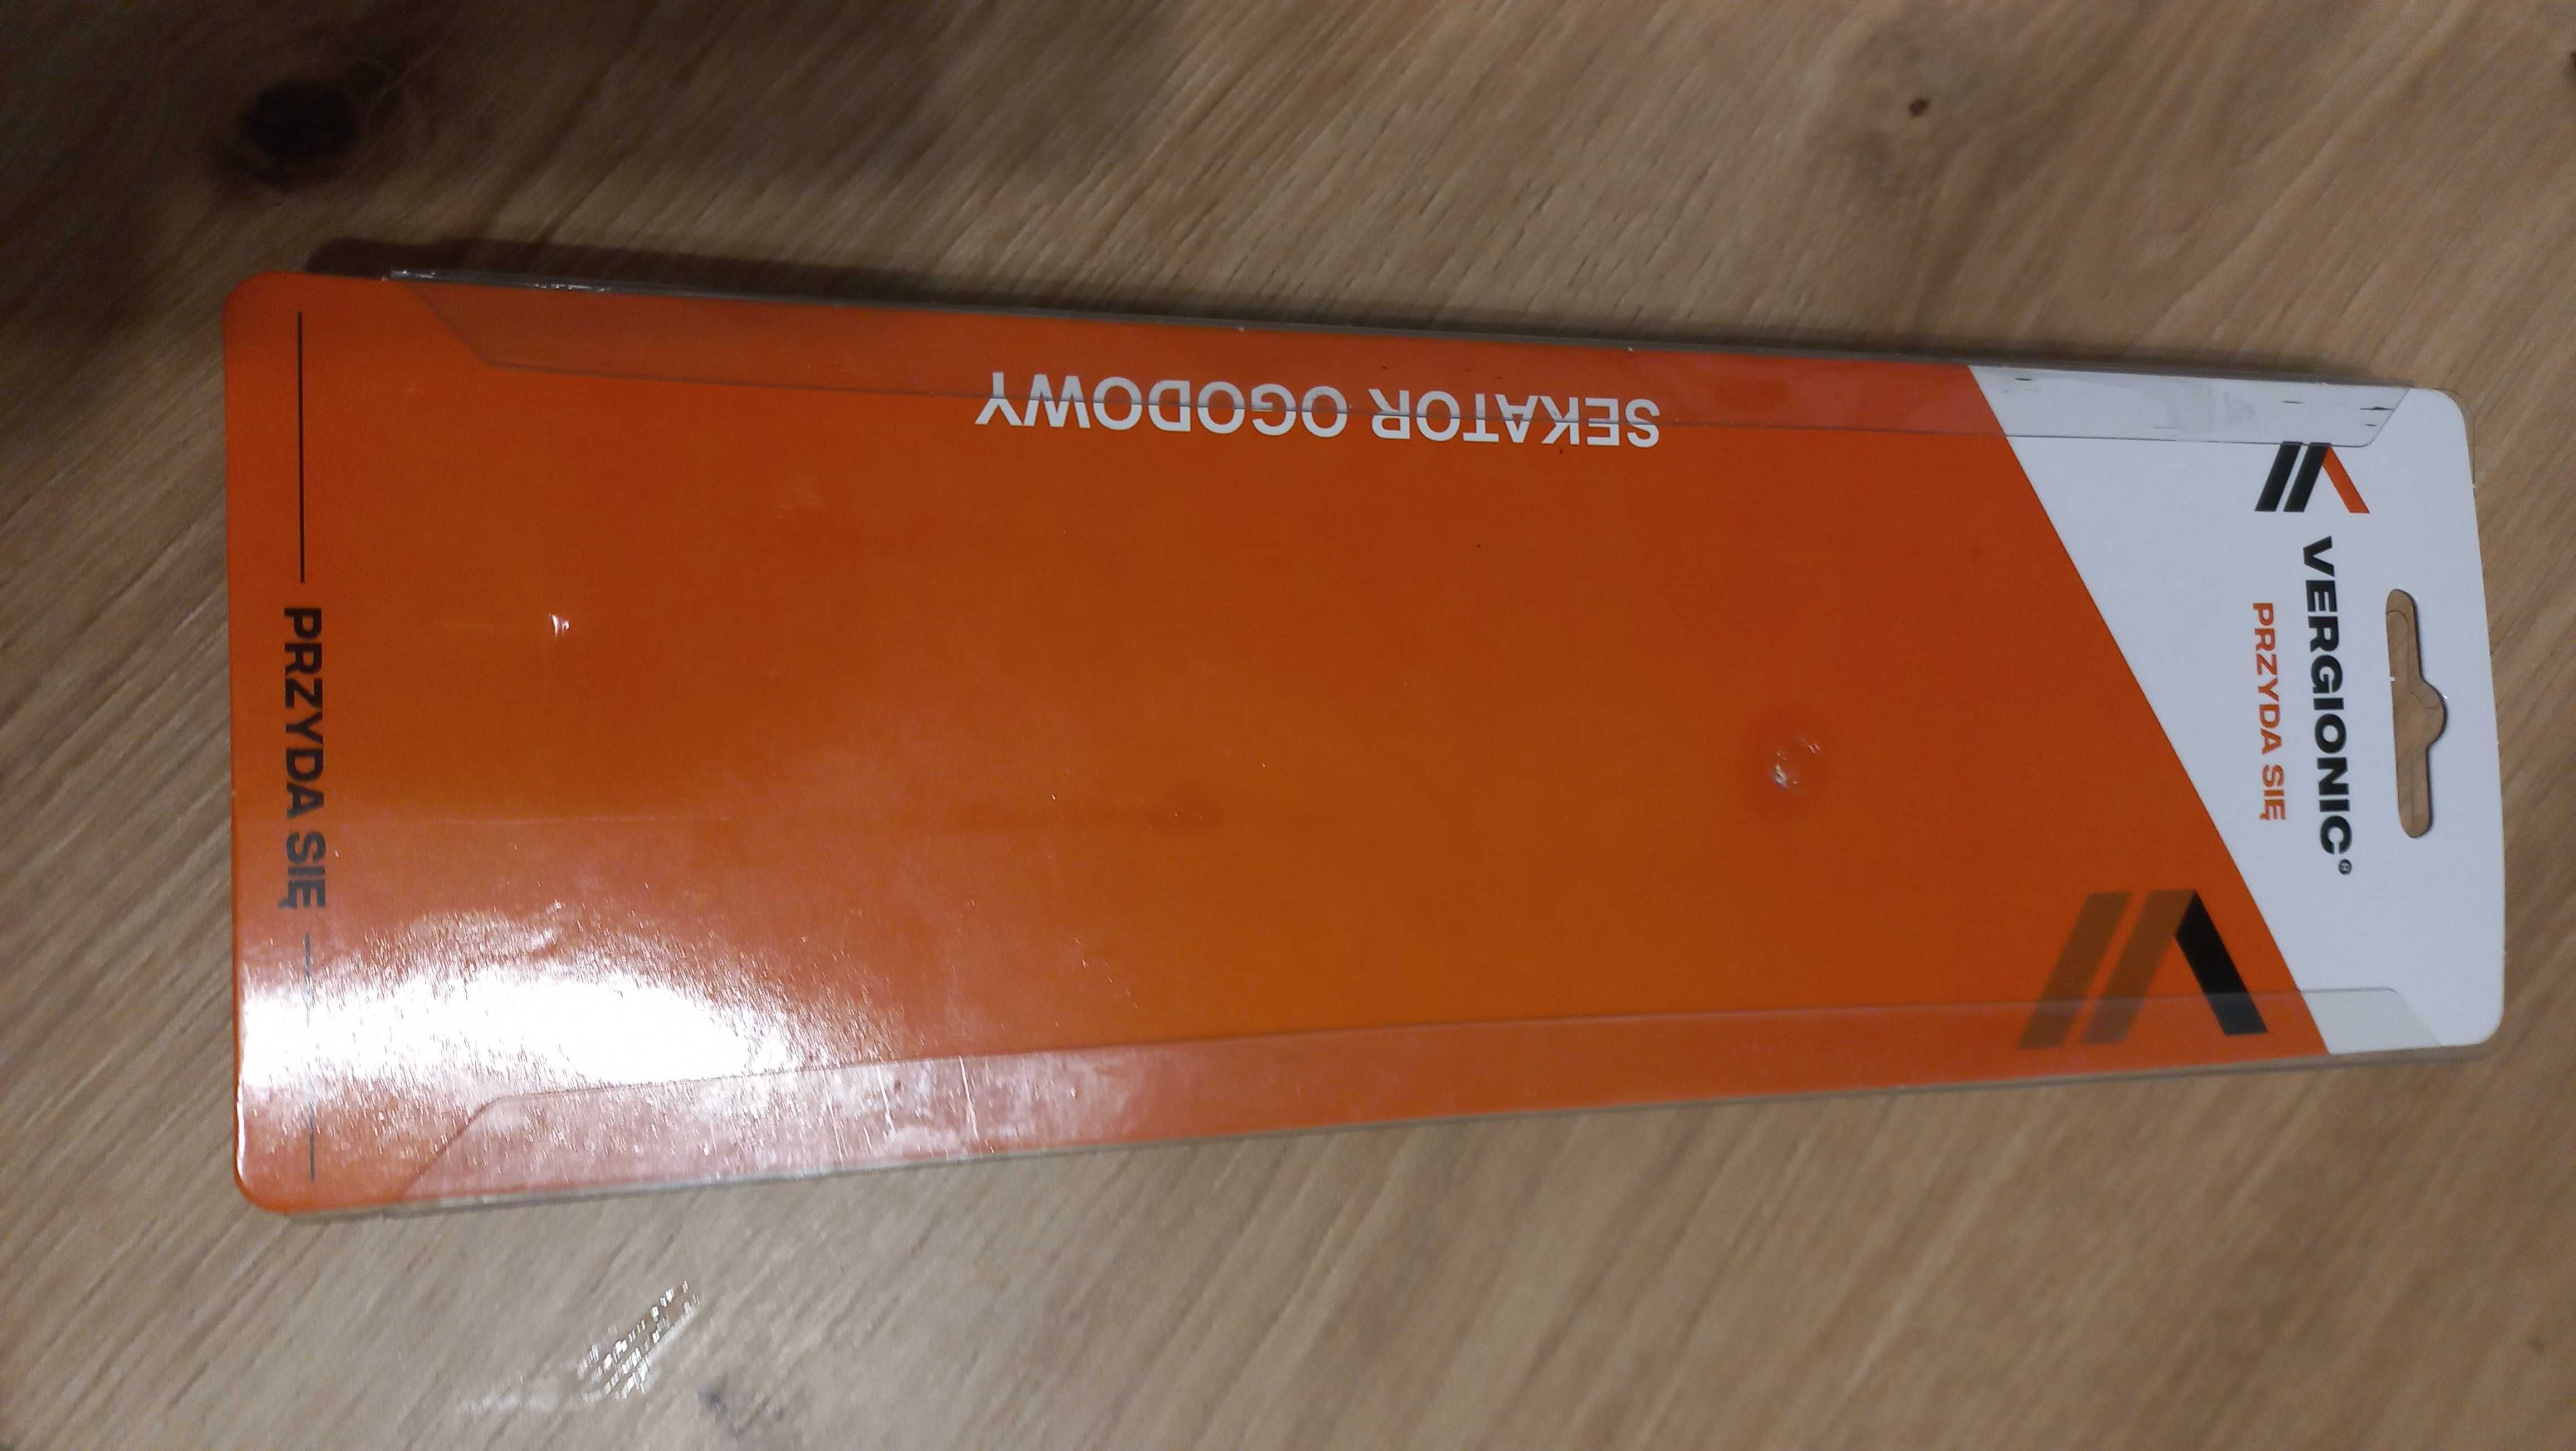 VERGIONIC®
PRZYDA SIĘ
SEKATOR OGODOWY
PRZYDA SIĘ